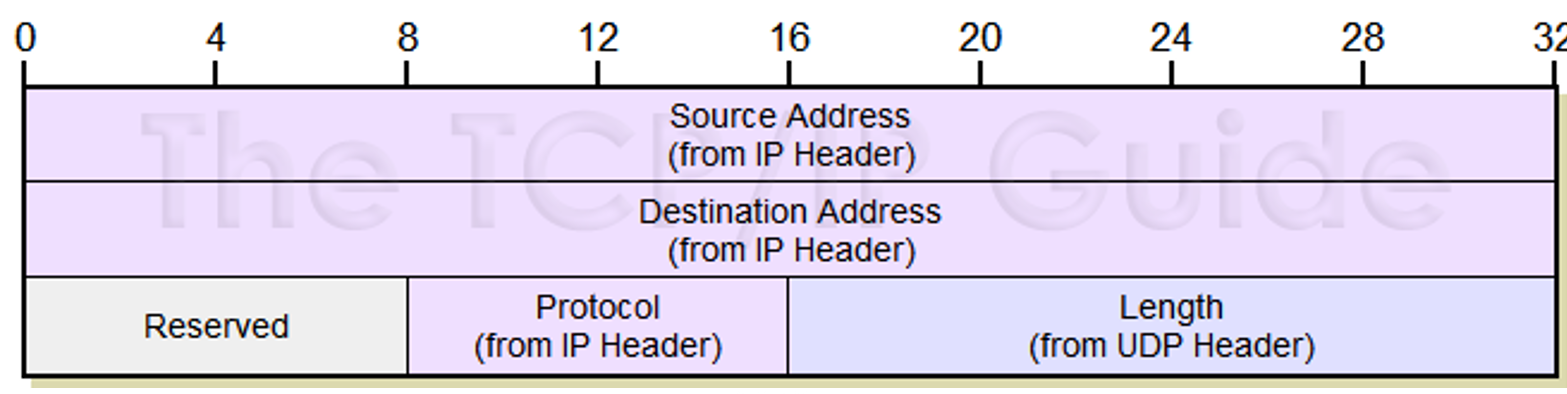 0 4 8 12 16 20 24 28 32
The TCP/IP Guide
Source Address
(from IP Header)
Destination Address
(from IP Header)
Reserved
Protocol
(from IP Header)
Length
(from UDP Header)